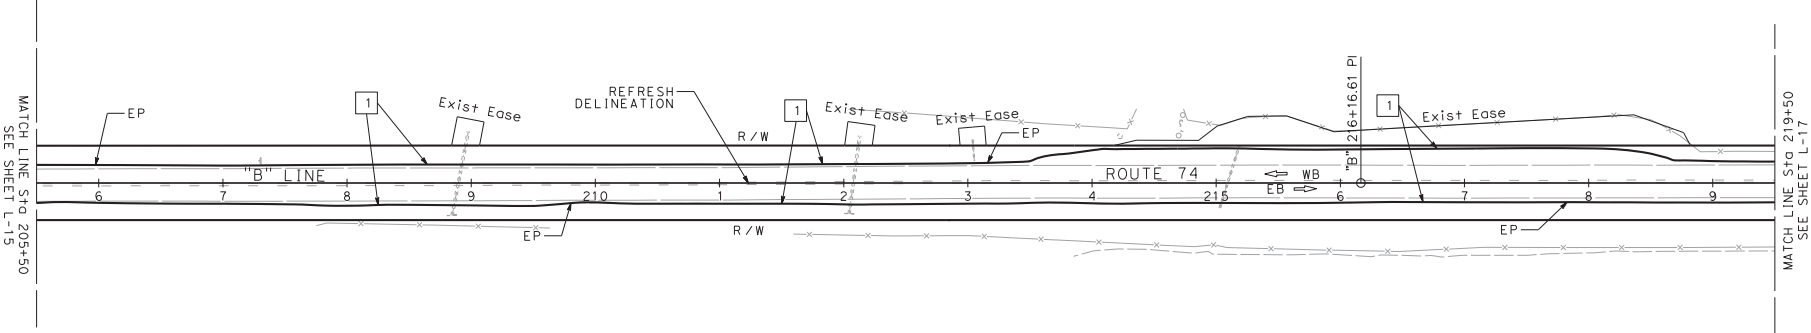 MATCH LINE Sta 205+50
SEE SHEET L-15
EP
1
Exist Ease
REFRESH
DELINEATION
R/W
1
Exist Ease
Exist Ease
EP
"B" 216+16.61 PI
1
Exist Ease
"B" LINE
ROUTE 74
WB
EB
6
7
8
9
210
1
2
3
4
215
6
7
8
9
EP
R/W
EP
MATCH LINE Sta 219+50
SEE SHEET L-17